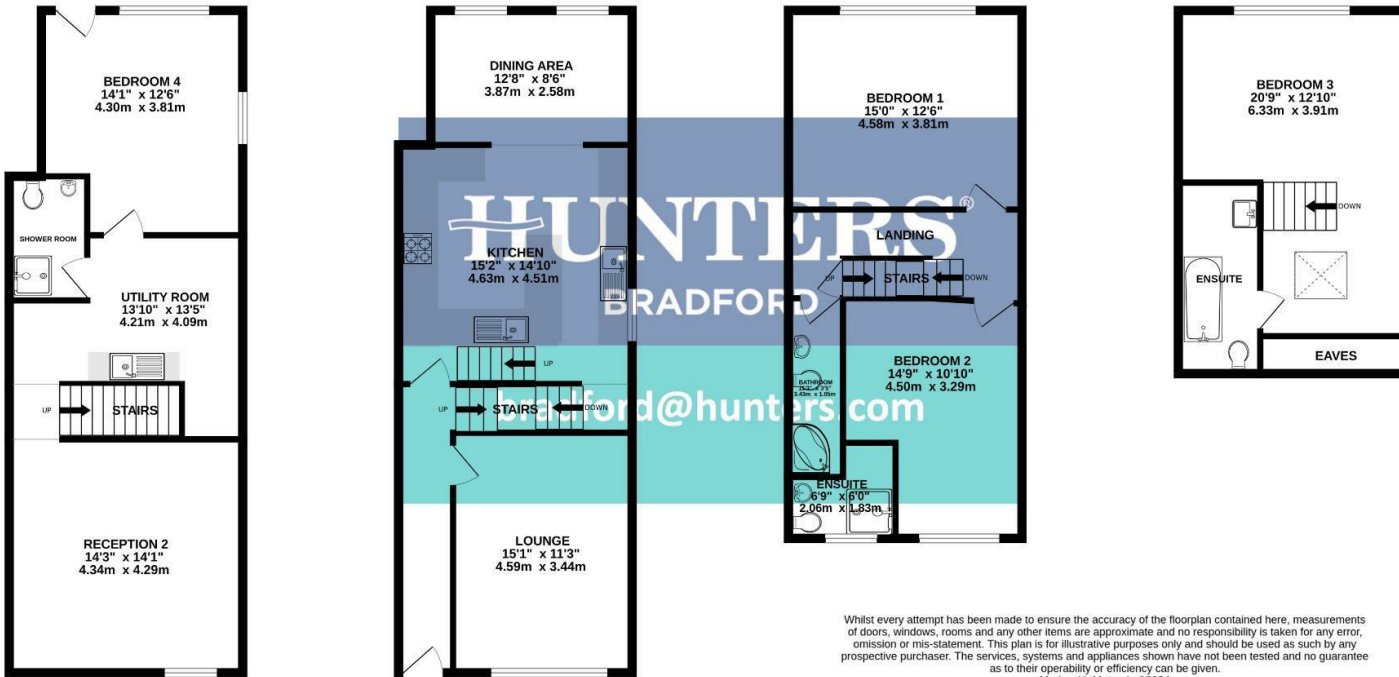 BEDROOM 4
14'1" x 12'6"
4.30m x 3.81m
SHOWER ROOM
UTILITY ROOM
13'10" x 13'5"
4.21m x 4.09m
UP
STAIRS
RECEPTION 2
14'3" x 14'1"
4.34m x 4.29m
DINING AREA
12'8" x 8'6"
3.87m x 2.58m
KITCHEN
15'2" x 14'10"
4.63m x 4.51m
UP
UP
STAIRS
DOWN
LOUNGE
15'1" x 11'3"
4.59m x 3.44m
HUNTERS®
BRADFORD
bradford@hunters.com
BEDROOM 1
15'0" x 12'6"
4.58m x 3.81m
LANDING
UP
STAIRS
DOWN
BEDROOM 2
14'9" x 10'10"
4.50m x 3.29m
BATHROOM
3.43m x 1.05m
ENSUITE
6'9" x 6'0"
2.06m x 1.83m
BEDROOM 3
20'9" x 12'10"
6.33m x 3.91m
DOWN
ENSUITE
EAVES
Whilst every attempt has been made to ensure the accuracy of the floorplan contained here, measurements
of doors, windows, rooms and any other items are approximate and no responsibility is taken for any error,
omission or mis-statement. This plan is for illustrative purposes only and should be used as such by any
prospective purchaser. The services, systems and appliances shown have not been tested and no guarantee
as to their operability or efficiency can be given.